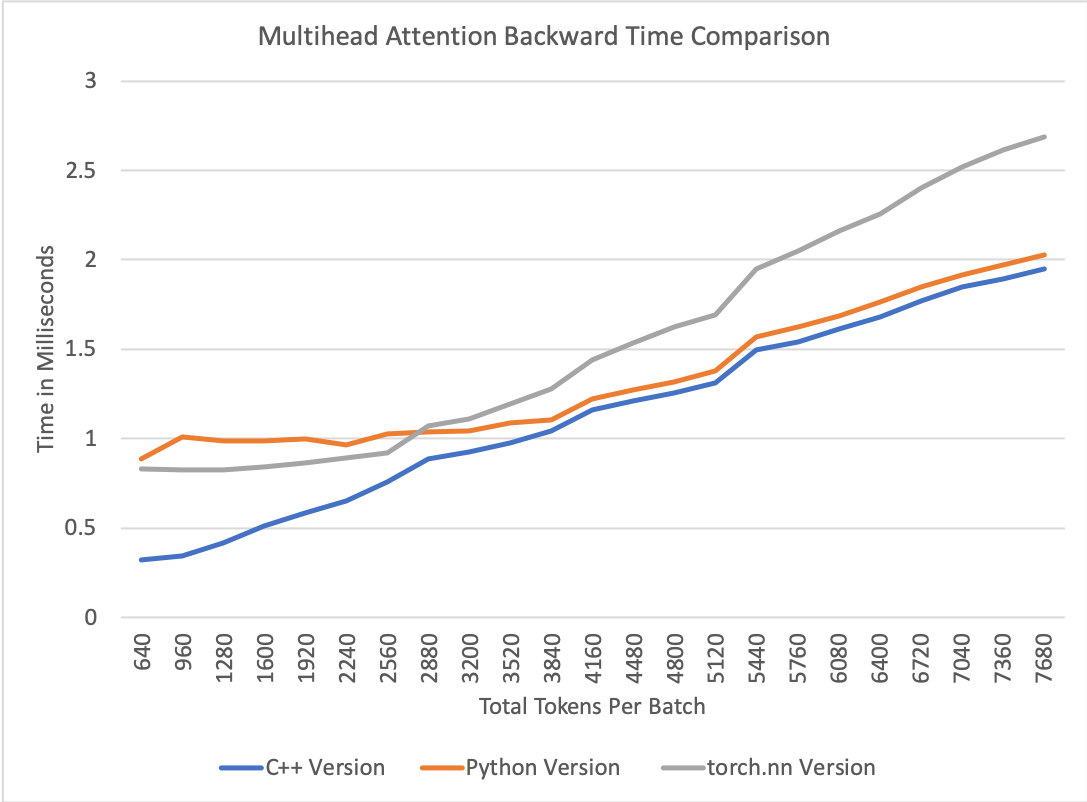 Multihead Attention Backward Time Comparison
3
2.5
2
1.5
1
0.5
0
Time in Milliseconds
640 960 1280 1600 1920 2240 2560 2880 3200 3520 3840 4160 4480 4800 5120 5440 5760 6080 6400 6720 7040 7360 7680
Total Tokens Per Batch
C++ Version Python Version torch.nn Version